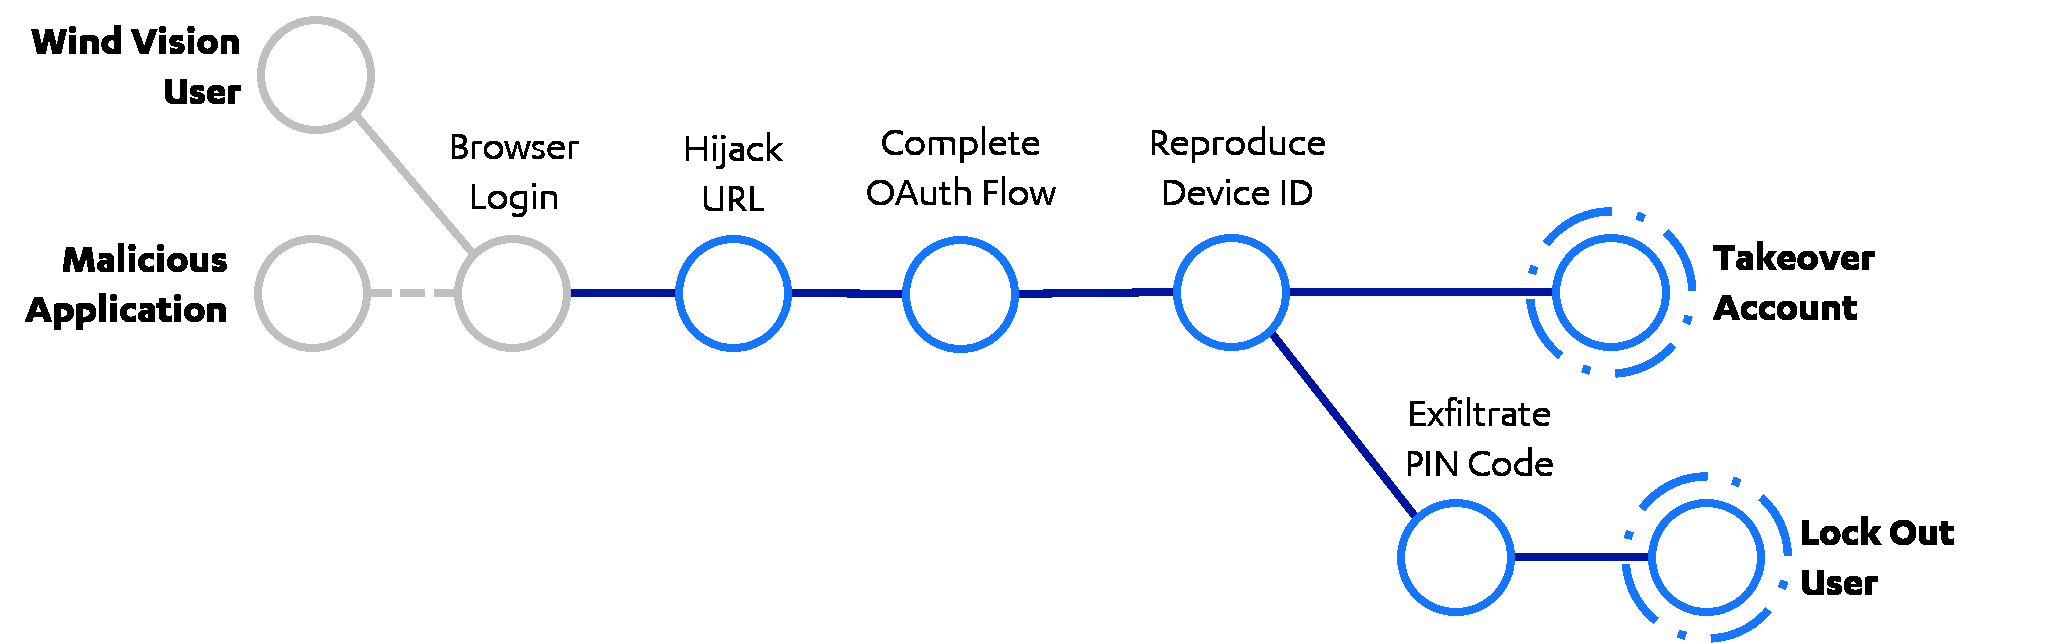 Wind Vision
User
Browser
Login
Hijack
URL
Complete
OAuth Flow
Reproduce
Device ID
Malicious
Application
Takeover
Account
Exfiltrate
PIN Code
Lock Out
User